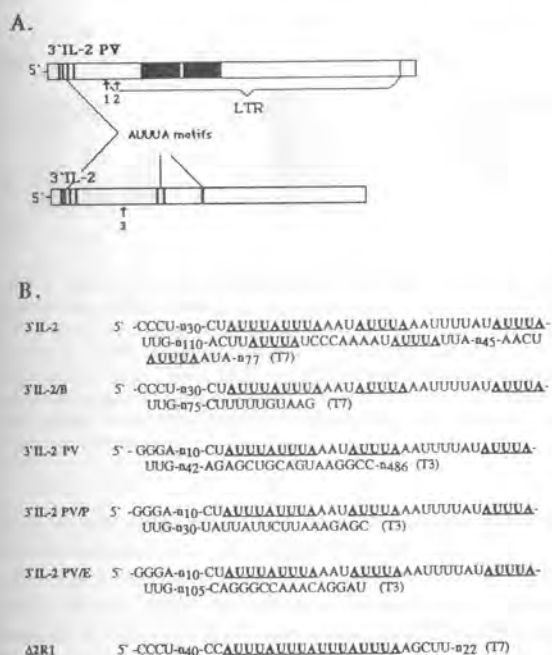 A.
3'IL-2 PV
5'-
1 2
LTR
AUUUA motifs
3'IL-2
5'-
3
B.
3'IL-2 5' -CCCU-n30-CUAUUUAUUUAAAUAUUUAAAUUUUAUAUUUA-
UUG-n110-ACUUAUUUAUCCCAAAAUAUUUAUUA-n45-AACU
AUUUAAUA-n77 (T7)
3'IL-2/B 5' -CCCU-n30-CUAUUUAUUUAAAUAUUUAAAUUUUAUAUUUA-
UUG-n75-CUUUUUGUAAG (T7)
3'IL-2 PV 5' - GGGA-n10-CUAUUUAUUUAAAUAUUUAAAUUUUAUAUUUA-
UUG-n42-AGAGCUGCAGUAAGGCC-n486 (T3)
3'IL-2 PV/P 5' -GGGA-n10-CUAUUUAUUUAAAUAUUUAAAUUUUAUAUUUA-
UUG-n30-UAUUAUUCUUAAAGAGC (T3)
3'IL-2 PV/E 5' -GGGA-n10-CUAUUUAUUUAAAUAUUUAAAUUUUAUAUUUA-
UUG-n105-CAGGGCCAAACAGGAU (T3)
Δ2R1 5' -CCCU-n40-CCAUUUAUUUAUUUAUUUAAGCUU-n22 (T7)